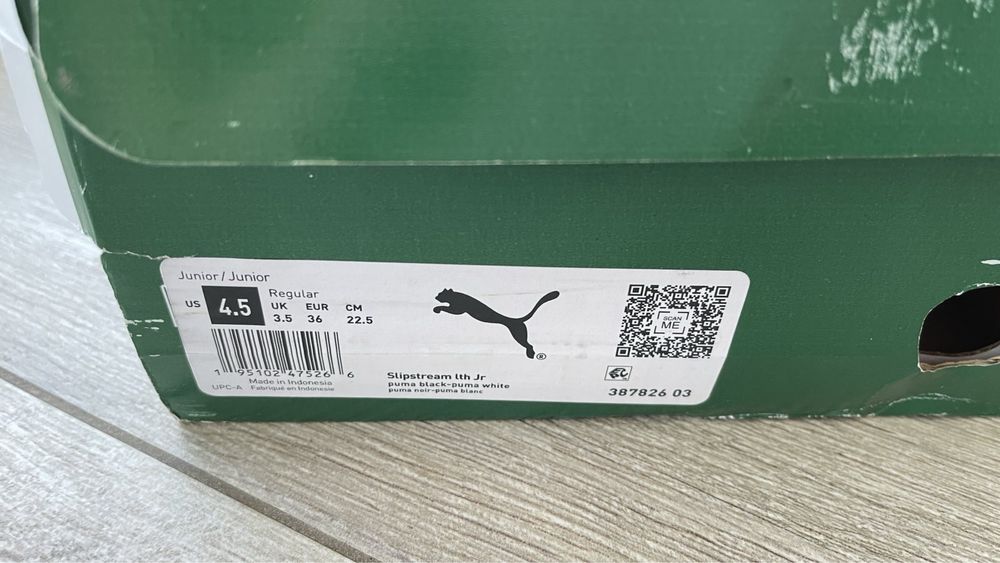 Junior / Junior
Regular
US 4.5 UK EUR CM
3.5 36 22.5
1 95102 47526 6
Made in Indonesia
UPC-A Fabriqué en Indonésie
®
Slipstream lth Jr
puma black-puma white
puma noir-puma blanc
SCAN
ME
387826 03